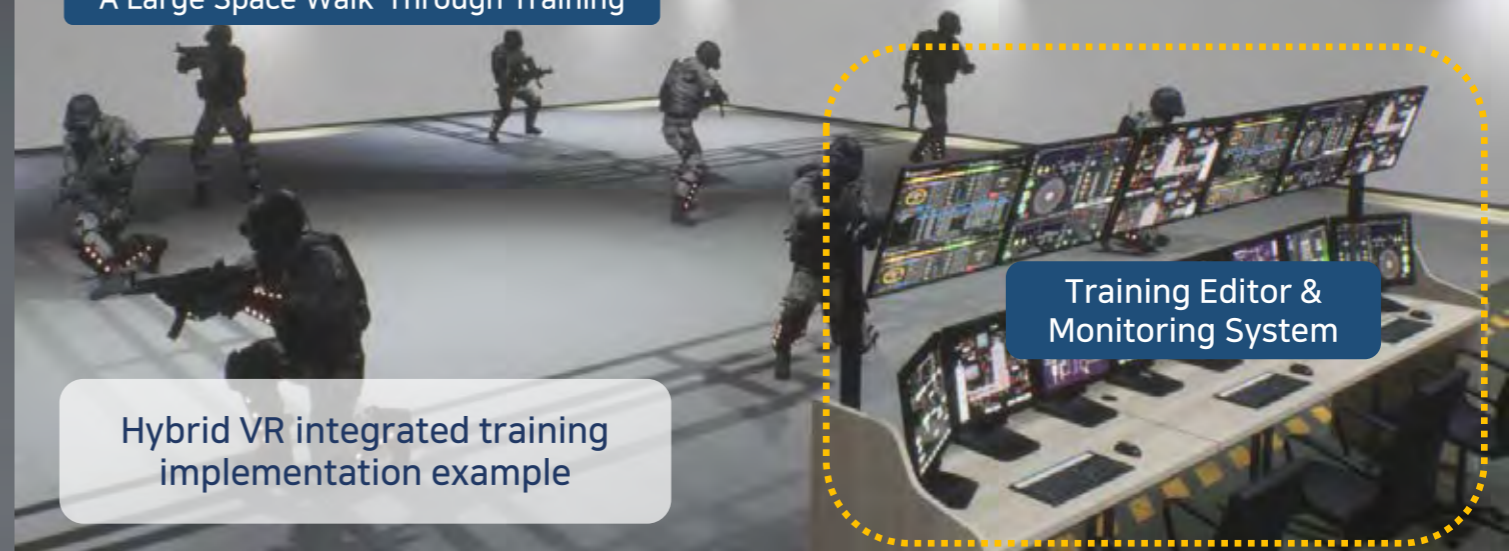 A Large Space Walk-Through Training
Training Editor &
Monitoring System
Hybrid VR integrated training
implementation example